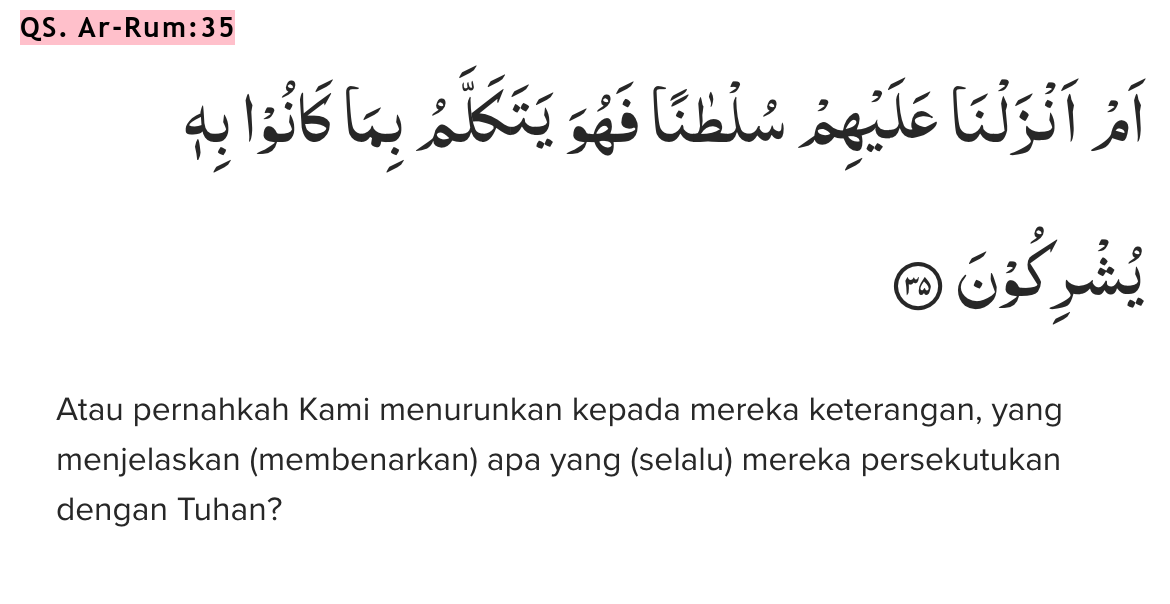 QS. Ar-Rum:35
اَمْ اَنْزَلْنَا عَلَيْهِمْ سُلْطٰنًا فَهُوَ يَتَكَلَّمُ بِمَا كَانُوْا بِهٖ
يُشْرِكُوْنَ ۝٣٥
Atau pernahkah Kami menurunkan kepada mereka keterangan, yang
menjelaskan (membenarkan) apa yang (selalu) mereka persekutukan
dengan Tuhan?